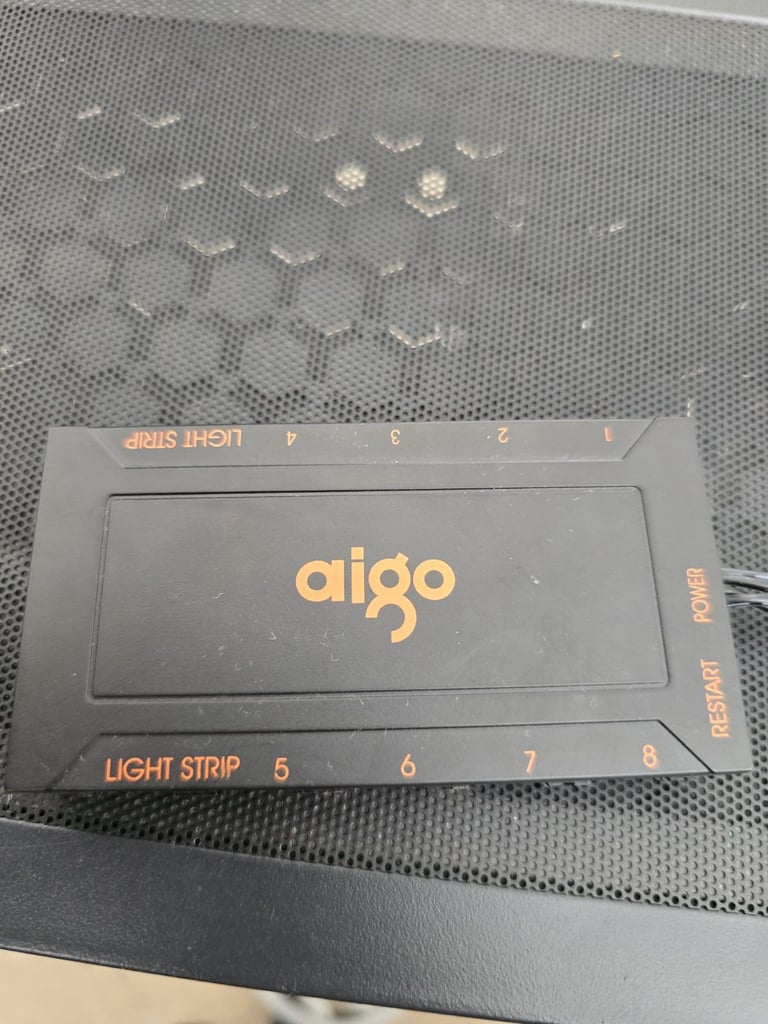 LIGHT STRIP 4 3 2 1
aigo
POWER
RESTART
LIGHT STRIP 5 6 7 8